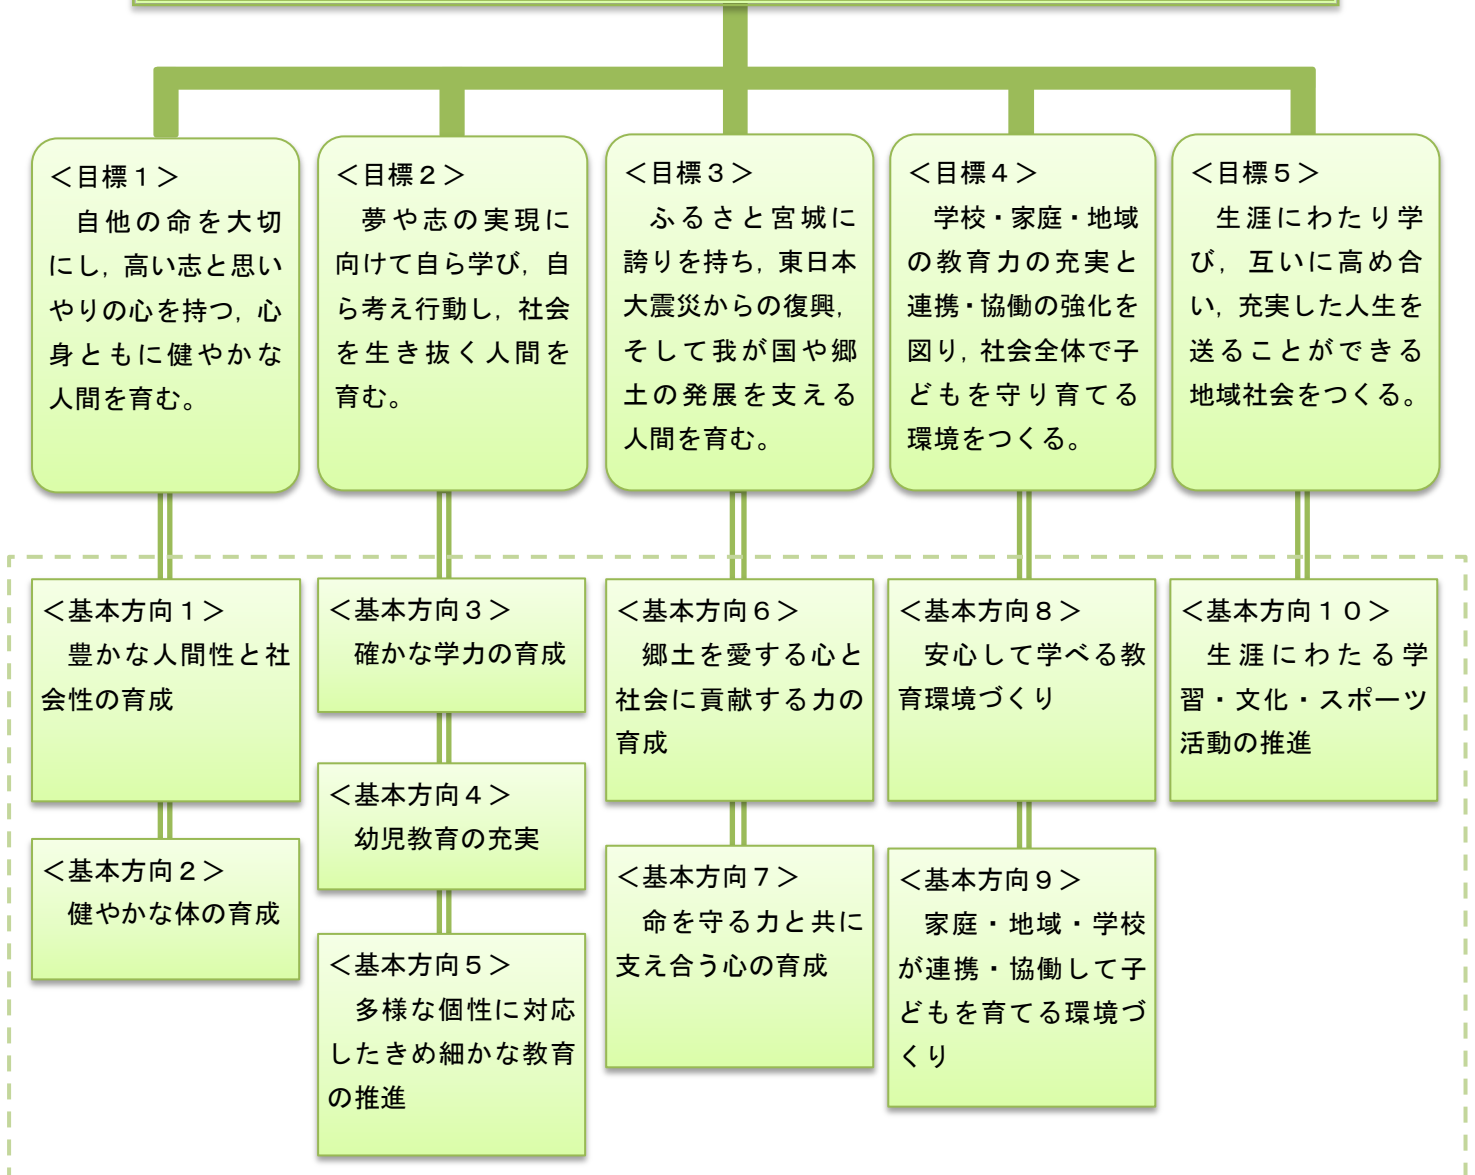 ＜目標１＞
自他の命を大切
にし，高い志と思い
やりの心を持つ，心
身ともに健やかな
人間を育む。
＜目標２＞
夢や志の実現に
向けて自ら学び，自
ら考え行動し，社会
を生き抜く人間を
育む。
＜目標３＞
ふるさと宮城に
誇りを持ち，東日本
大震災からの復興，
そして我が国や郷
土の発展を支える
人間を育む。
＜目標４＞
学校・家庭・地域
の教育力の充実と
連携・協働の強化を
図り，社会全体で子
どもを守り育てる
環境をつくる。
＜目標５＞
生涯にわたり学
び，互いに高め合
い，充実した人生を
送ることができる
地域社会をつくる。
＜基本方向１＞
豊かな人間性と社
会性の育成
＜基本方向２＞
健やかな体の育成
＜基本方向３＞
確かな学力の育成
＜基本方向４＞
幼児教育の充実
＜基本方向５＞
多様な個性に対応
したきめ細かな教育
の推進
＜基本方向６＞
郷土を愛する心と
社会に貢献する力の
育成
＜基本方向７＞
命を守る力と共に
支え合う心の育成
＜基本方向８＞
安心して学べる教
育環境づくり
＜基本方向９＞
家庭・地域・学校
が連携・協働して子
どもを育てる環境づ
くり
＜基本方向１０＞
生涯にわたる学
習・文化・スポーツ
活動の推進